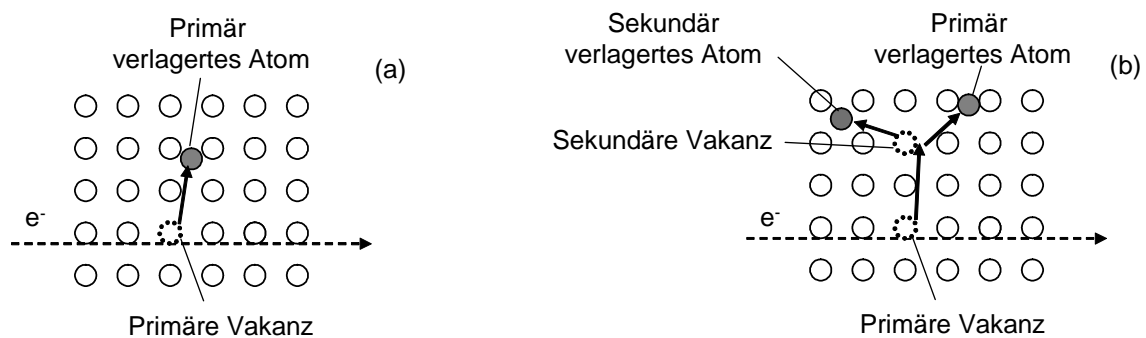 Primär
verlagertes Atom
(a)
e-
Primäre Vakanz
Sekundär
verlagertes Atom
Primär
verlagertes Atom
(b)
Sekundäre Vakanz
e-
Primäre Vakanz